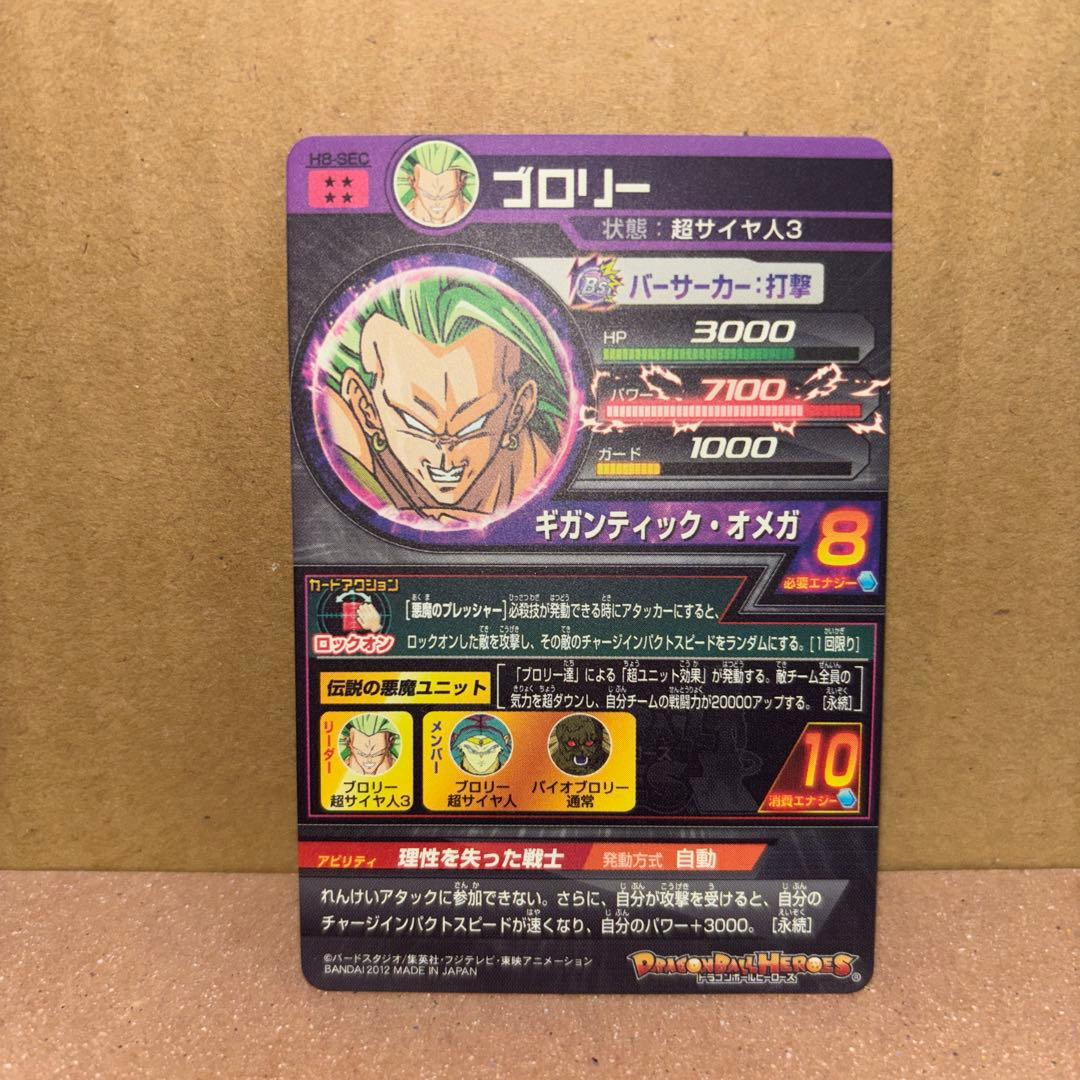 H8-SEC
ブロリー
状態：超サイヤ人3
BS バーサーカー：打撃
HP 3000
パワー 7100
ガード 1000
ギガンティック・オメガ 8
必要エナジー
カードアクション
ロックオン
[悪魔のプレッシャー]必殺技が発動できる時にアタッカーにすると、
ロックオンした敵を攻撃し、その敵のチャージインパクトスピードをランダムにする。[1回限り]
伝説の悪魔ユニット
「ブロリー達」による「超ユニット効果」が発動する。敵チーム全員の
気力を超ダウンし、自分チームの戦闘力が20000アップする。[永続]
リーダー
ブロリー
超サイヤ人3
メンバー
ブロリー
超サイヤ人
バイオブロリー
通常
10
消費エナジー
アビリティ 理性を失った戦士 発動方式 自動
れんけいアタックに参加できない。さらに、自分が攻撃を受けると、自分の
チャージインパクトスピードが速くなり、自分のパワー+3000。[永続]
©バードスタジオ/集英社・フジテレビ・東映アニメーション
BANDAI 2012 MADE IN JAPAN
DRAGONBALL HEROES
ドラゴンボールヒーローズ